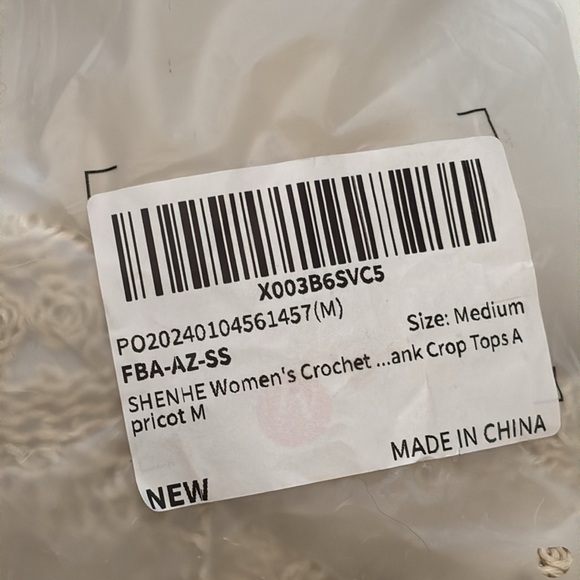 X003B6SVC5
PO20240104561457(M)
Size: Medium
FBA-AZ-SS
SHENHE Women's Crochet ...ank Crop Tops A
pricot M
MADE IN CHINA
NEW